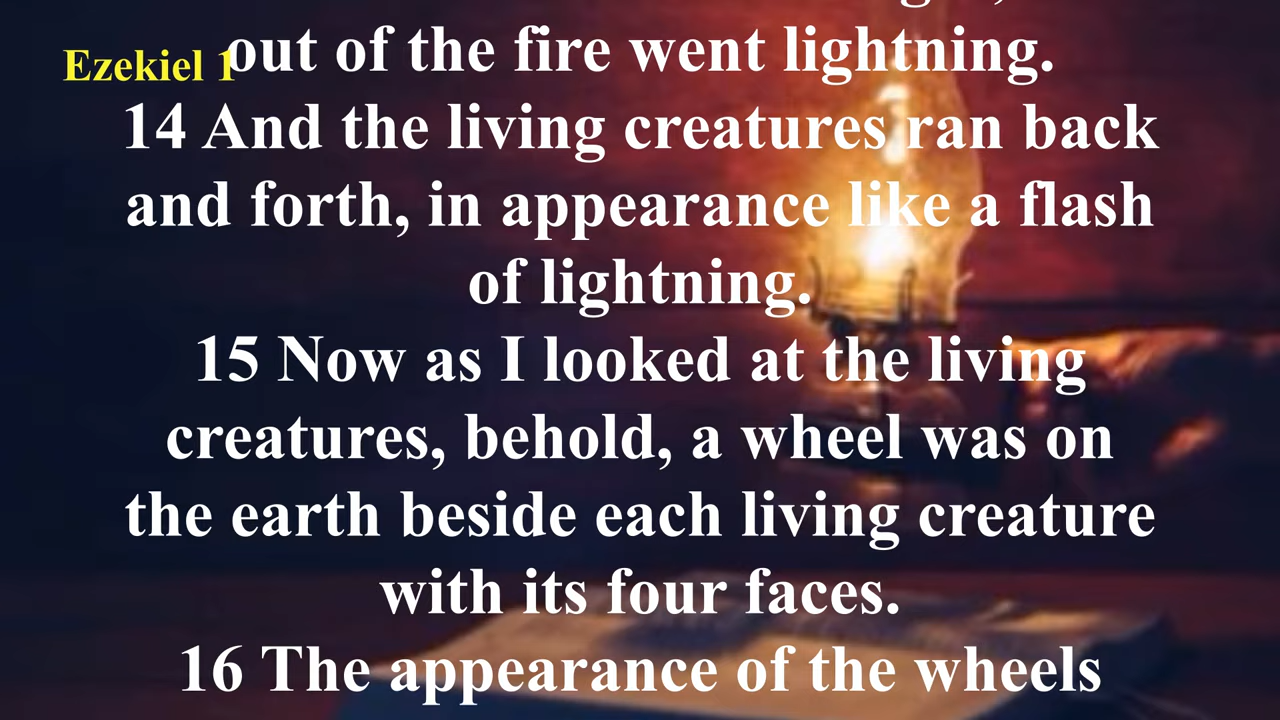 Ezekiel 1
out of the fire went lightning.
14 And the living creatures ran back
and forth, in appearance like a flash
of lightning.
15 Now as I looked at the living
creatures, behold, a wheel was on
the earth beside each living creature
with its four faces.
16 The appearance of the wheels